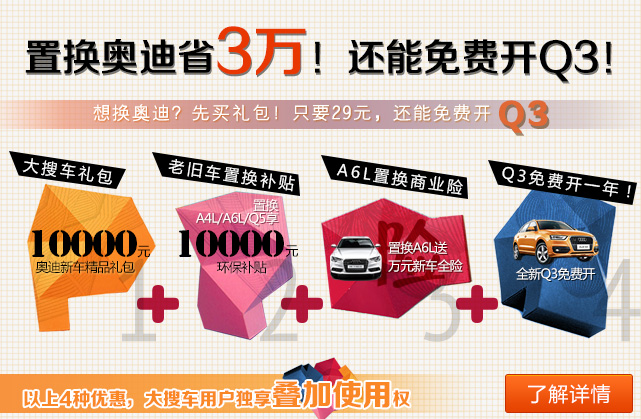 置换奥迪省3万！还能免费开Q3！
想换奥迪？先买礼包！只要29元，还能免费开 Q3
大搜车礼包
10000元
奥迪新车精品礼包
1
老旧车置换补贴
置换
A4L/A6L/Q5享
10000元
环保补贴
2
A6L置换商业险
险
置换A6L送
万元新车全险
3
Q3免费开一年！
全新Q3免费开
4
以上4种优惠，大搜车用户独享叠加使用权
了解详情